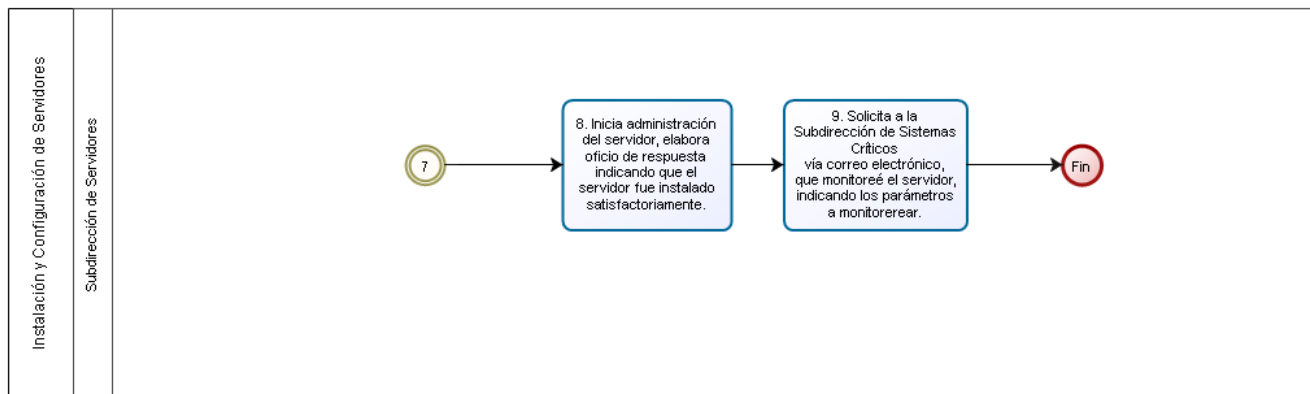 Instalación y Configuración de Servidores
Subdirección de Servidores
7
8. Inicia administración
del servidor, elabora
oficio de respuesta
indicando que el
servidor fue instalado
satisfactoriamente.
9. Solicita a la
Subdirección de Sistemas
Críticos
vía correo electrónico,
que monitoreé el servidor,
indicando los parámetros
a monitorerear.
Fin